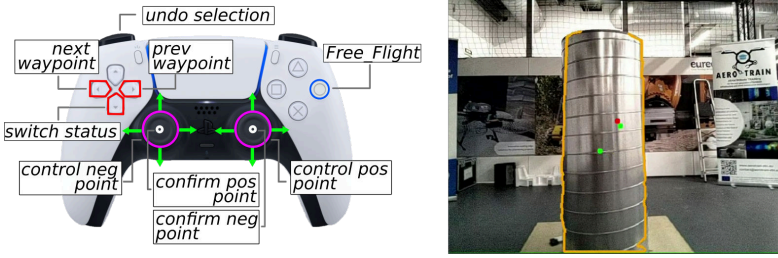 undo selection
next
waypoint
prev
waypoint
Free_Flight
switch status
control neg
point
confirm pos
point
control pos
point
confirm neg
point
AERO TRAIN